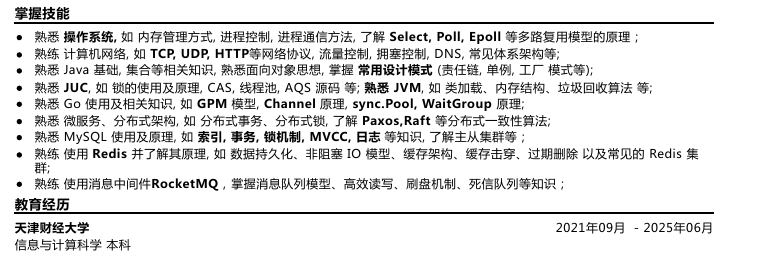 掌握技能
● 熟悉 操作系统, 如 内存管理方式, 进程控制, 进程通信方法, 了解 Select, Poll, Epoll 等多路复用模型的原理；
● 熟练 计算机网络, 如 TCP, UDP, HTTP等网络协议, 流量控制, 拥塞控制, DNS, 常见体系架构等;
● 熟悉 Java 基础, 集合等相关知识, 熟悉面向对象思想, 掌握 常用设计模式 (责任链, 单例, 工厂 模式等);
● 熟悉 JUC, 如 锁的使用及原理, CAS, 线程池, AQS 源码 等; 熟悉 JVM, 如 类加载、内存结构、垃圾回收算法 等;
● 熟悉 Go 使用及相关知识, 如 GPM 模型, Channel 原理, sync.Pool, WaitGroup 原理;
● 熟悉 微服务、分布式架构, 如 分布式事务、分布式锁, 了解 Paxos,Raft 等分布式一致性算法;
● 熟悉 MySQL 使用及原理, 如 索引, 事务, 锁机制, MVCC, 日志 等知识, 了解主从集群等；
● 熟练 使用 Redis 并了解其原理, 如 数据持久化、非阻塞 IO 模型、缓存架构、缓存击穿、过期删除 以及常见的 Redis 集
群;
● 熟练 使用消息中间件RocketMQ，掌握消息队列模型、高效读写、刷盘机制、死信队列等知识；
教育经历
天津财经大学 2021年09月 - 2025年06月
信息与计算科学 本科